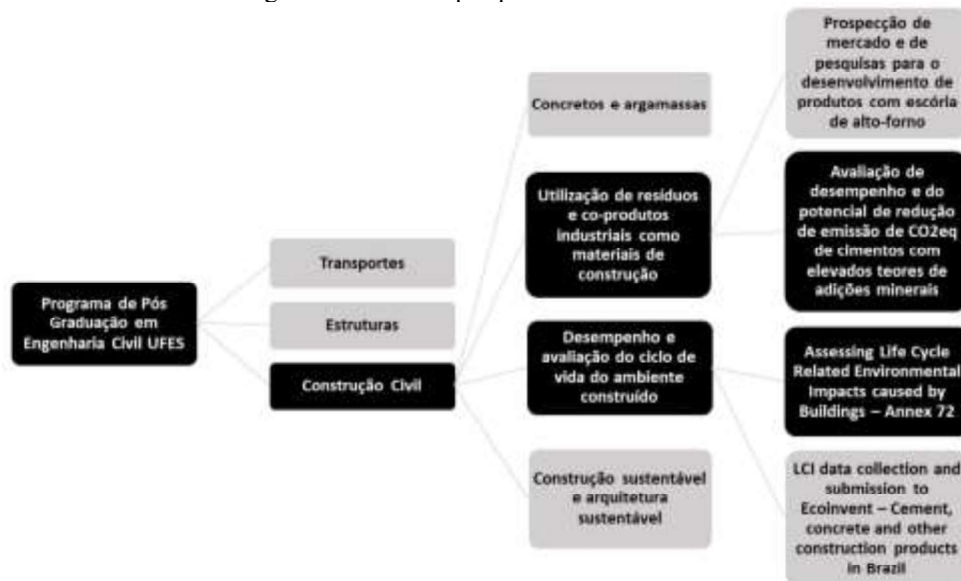 Programa de Pós
Graduação em
Engenharia Civil UFES
Transportes
Estruturas
Construção Civil
Concretos e argamassas
Utilização de resíduos
e co-produtos
industriais como
materiais de
construção
Desempenho e
avaliação do ciclo de
vida do ambiente
construído
Construção sustentável
e arquitetura
sustentável
Prospecção de
mercado e de
pesquisas para o
desenvolvimento de
produtos com escória
de alto-forno
Avaliação de
desempenho e do
potencial de redução
de emissão de CO2eq
de cimentos com
elevados teores de
adições minerais
Assessing Life Cycle
Related Environmental
Impacts caused by
Buildings – Annex 72
LCI data collection and
submission to
Ecoinvent – Cement,
concrete and other
construction products
in Brazil